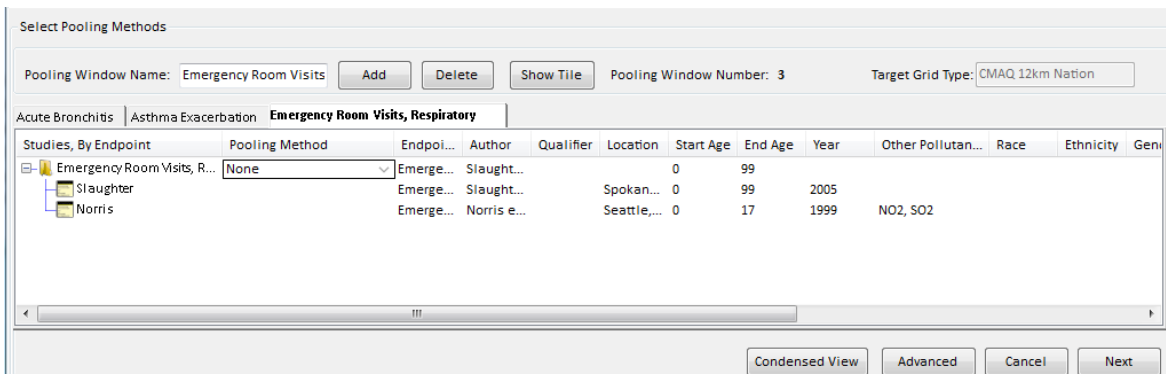 Select Pooling Methods
Pooling Window Name: Emergency Room Visits Add Delete Show Tile Pooling Window Number: 3 Target Grid Type: CMAQ 12km Nation
Acute Bronchitis Asthma Exacerbation Emergency Room Visits, Respiratory
Studies, By Endpoint Pooling Method Endpoi... Author Qualifier Location Start Age End Age Year Other Pollutan... Race Ethnicity Gen
Emergency Room Visits, R... None Emerge... Slaught... 0 99
Slaughter Emerge... Slaught... Spokan... 0 99 2005
Norris Emerge... Norris e... Seattle,... 0 17 1999 NO2, SO2
Condensed View Advanced Cancel Next